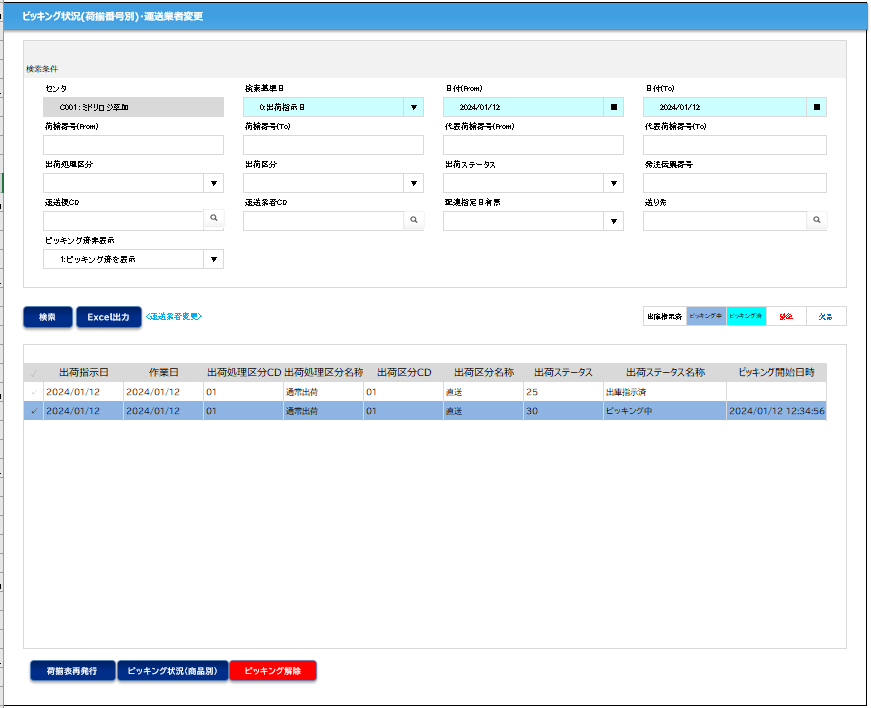 ピッキング状況(荷揃番号別)・運送業者変更
検索条件
センタ 検索基準日 日付(From) 日付(To)
C001:ミドリロジ草加 0:出荷指示日 ▼ 2024/01/12 ■ 2024/01/12 ■
荷揃番号(From) 荷揃番号(To) 代表荷揃番号(From) 代表荷揃番号(To)
出荷処理区分 出荷区分 出荷ステータス 発注伝票番号
▼ ▼ ▼
運送便CD 運送業者CD 配達指定日有無 送り先
▼
ピッキング済非表示
1:ピッキング済を表示 ▼
検索 Excel出力 <運送業者変更> 出庫指示済 ピッキング中 ピッキング済 解除 欠品
✓ 出荷指示日 作業日 出荷処理区分CD 出荷処理区分名称 出荷区分CD 出荷区分名称 出荷ステータス 出荷ステータス名称 ピッキング開始日時
✓ 2024/01/12 2024/01/12 01 通常出荷 01 直送 25 出庫指示済
✓ 2024/01/12 2024/01/12 01 通常出荷 01 直送 30 ピッキング中 2024/01/12 12:34:56
荷揃表再発行 ピッキング状況(商品別) ピッキング解除